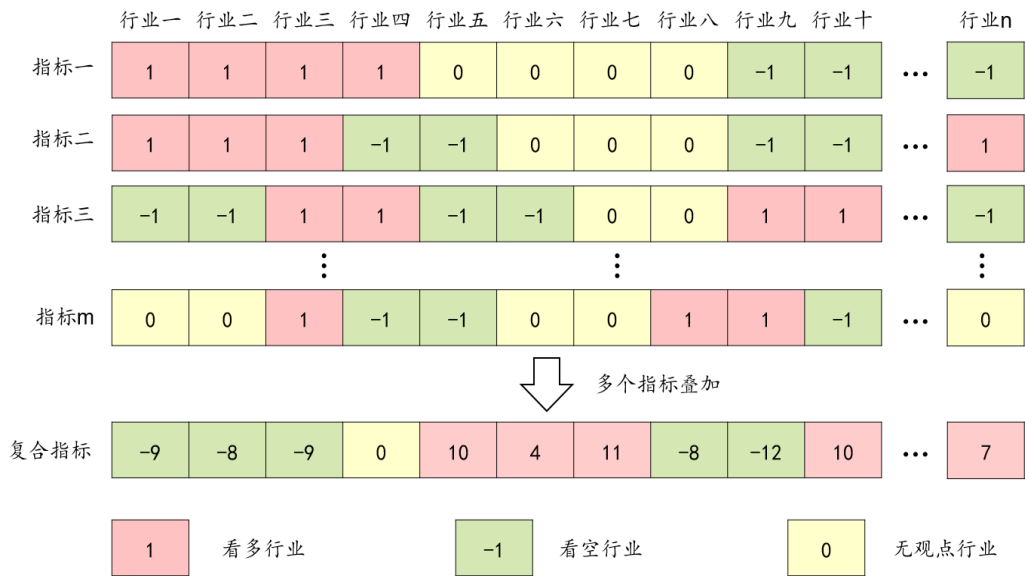 行业一 行业二 行业三 行业四 行业五 行业六 行业七 行业八 行业九 行业十 行业n
指标一 1 1 1 1 0 0 0 0 -1 -1 … -1
指标二 1 1 1 -1 -1 0 0 0 -1 -1 … 1
指标三 -1 -1 1 1 -1 -1 0 0 1 1 … -1
⋮ ⋮ ⋮
指标m 0 0 1 -1 -1 0 0 1 1 -1 … 0
多个指标叠加
复合指标 -9 -8 -9 0 10 4 11 -8 -12 10 … 7
1 看多行业 -1 看空行业 0 无观点行业